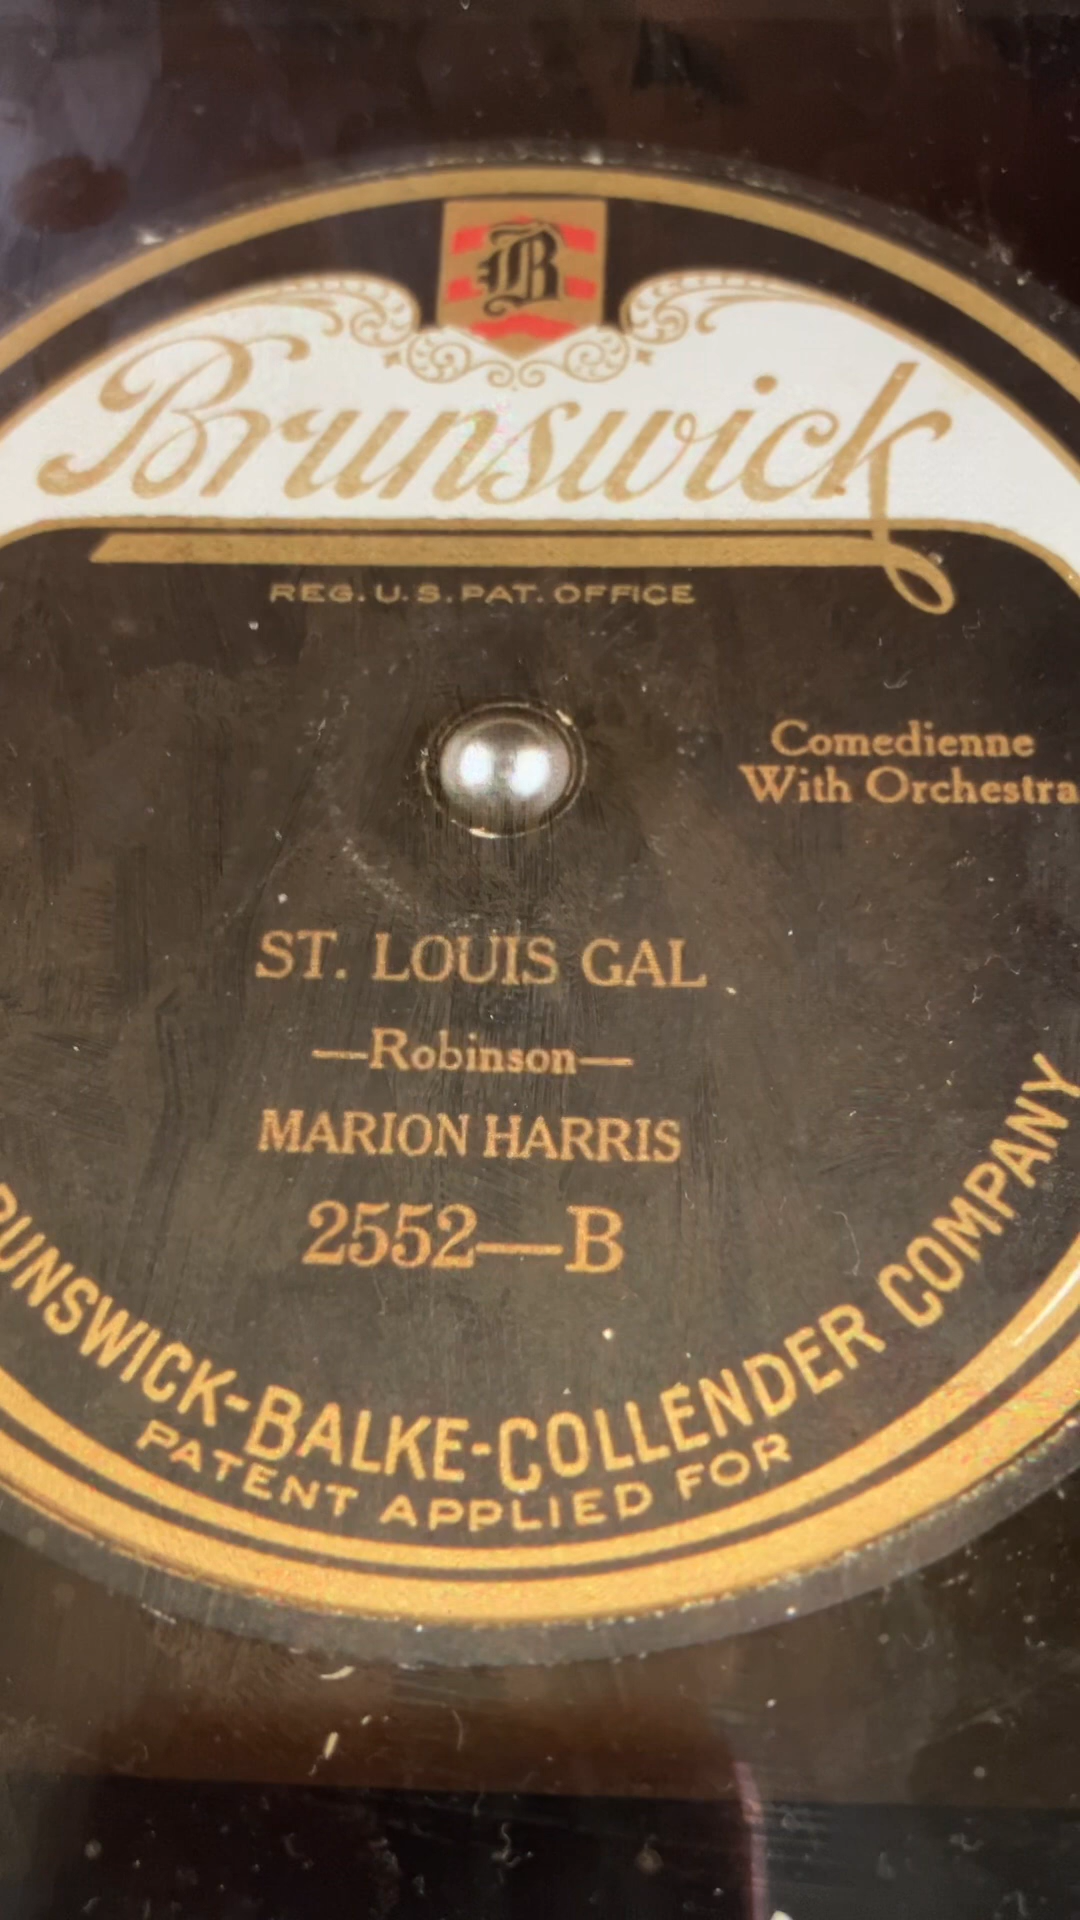 B
Brunswick
REG. U.S. PAT. OFFICE
Comedienne
With Orchestra
ST. LOUIS GAL
—Robinson—
MARION HARRIS
2552—B
RUNSWICK-BALKE-COLLENDER COMPANY
PATENT APPLIED FOR